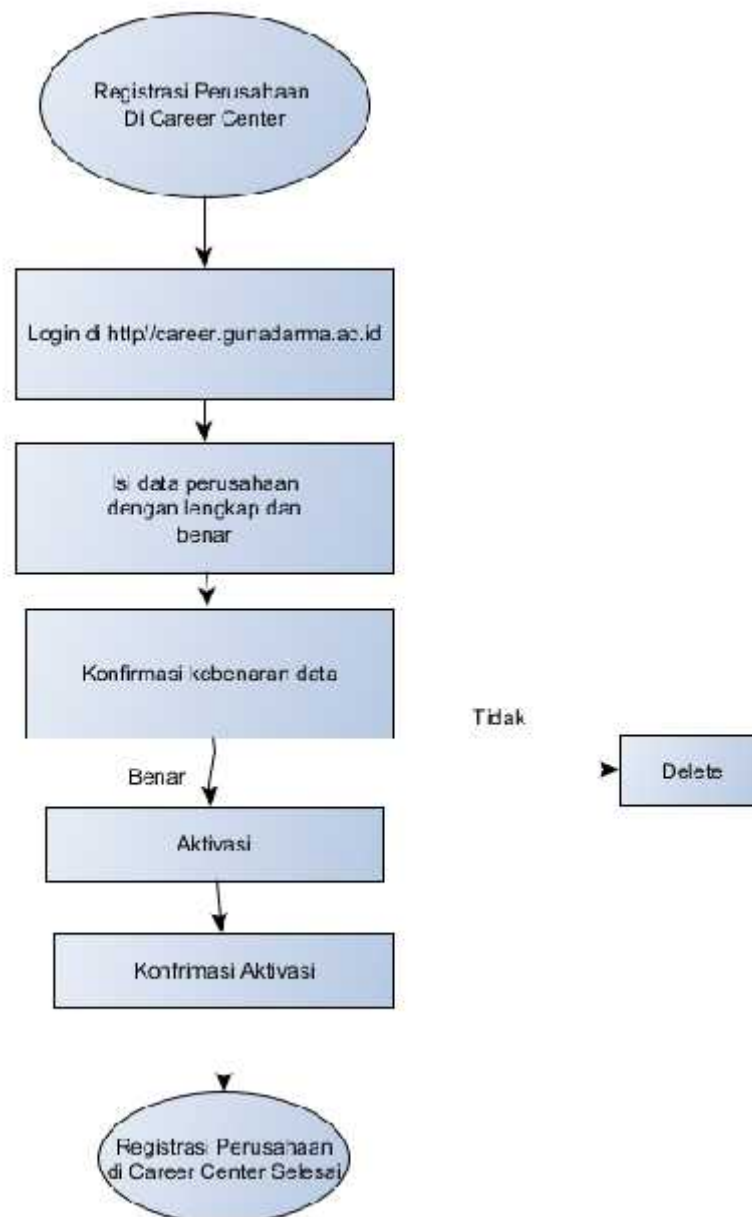 Registrasi Perusahaan
Di Career Center
Login di http//career.gunadarma.ac.id
Isi data perusahaan
dengan lengkap dan
benar
Konfirmasi kebenaran data
Tidak
Delete
Benar
Aktivasi
Konfrimasi Aktivasi
Registrasi Perusahaan
di Career Center Selesai